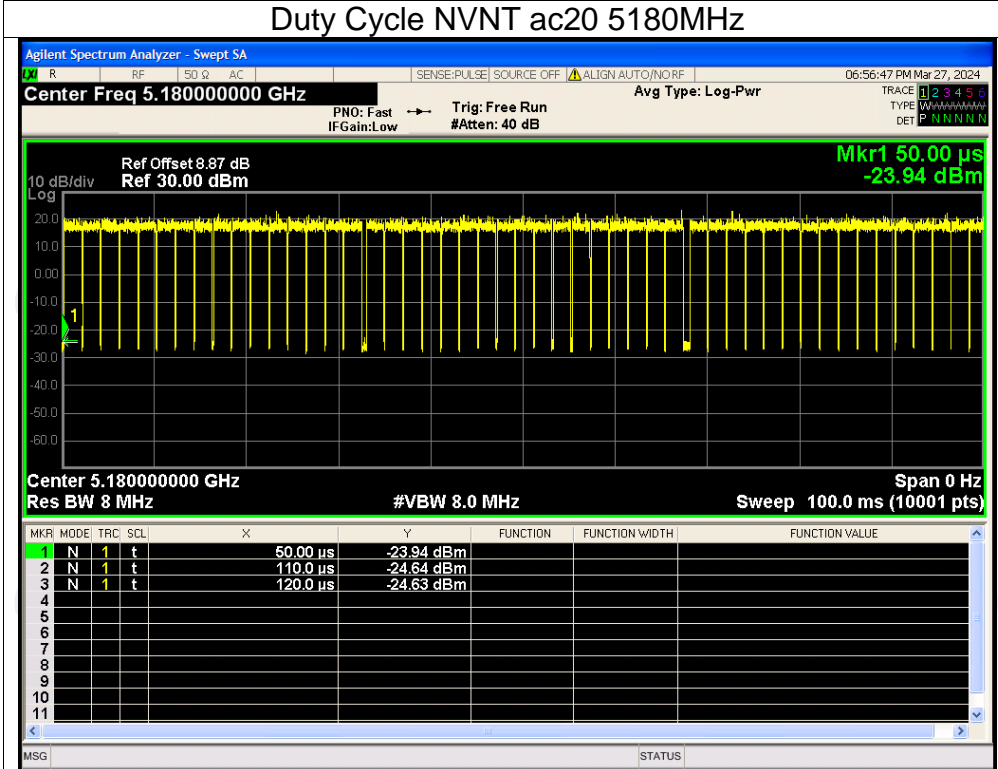 Duty Cycle NVNT ac20 5180MHz
Agilent Spectrum Analyzer - Swept SA
LXI R RF 50 Ω AC SENSE:PULSE SOURCE OFF ALIGN AUTO/NO RF 06:56:47 PM Mar 27, 2024
Center Freq 5.180000000 GHz Avg Type: Log-Pwr TRACE 1 2 3 4 5 6
PNO: Fast Trig: Free Run TYPE W
IFGain:Low #Atten: 40 dB DET P N N N N N
Mkr1 50.00 µs
Ref Offset 8.87 dB
10 dB/div Ref 30.00 dBm -23.94 dBm
Log
20.0
10.0
0.00
-10.0
1
-20.0
-30.0
-40.0
-50.0
-60.0
Center 5.180000000 GHz Span 0 Hz
Res BW 8 MHz #VBW 8.0 MHz Sweep 100.0 ms (10001 pts)
MKR MODE TRC SCL X Y FUNCTION FUNCTION WIDTH FUNCTION VALUE
1 N 1 t 50.00 µs -23.94 dBm
2 N 1 t 110.0 µs -24.64 dBm
3 N 1 t 120.0 µs -24.63 dBm
4
5
6
7
8
9
10
11
MSG STATUS